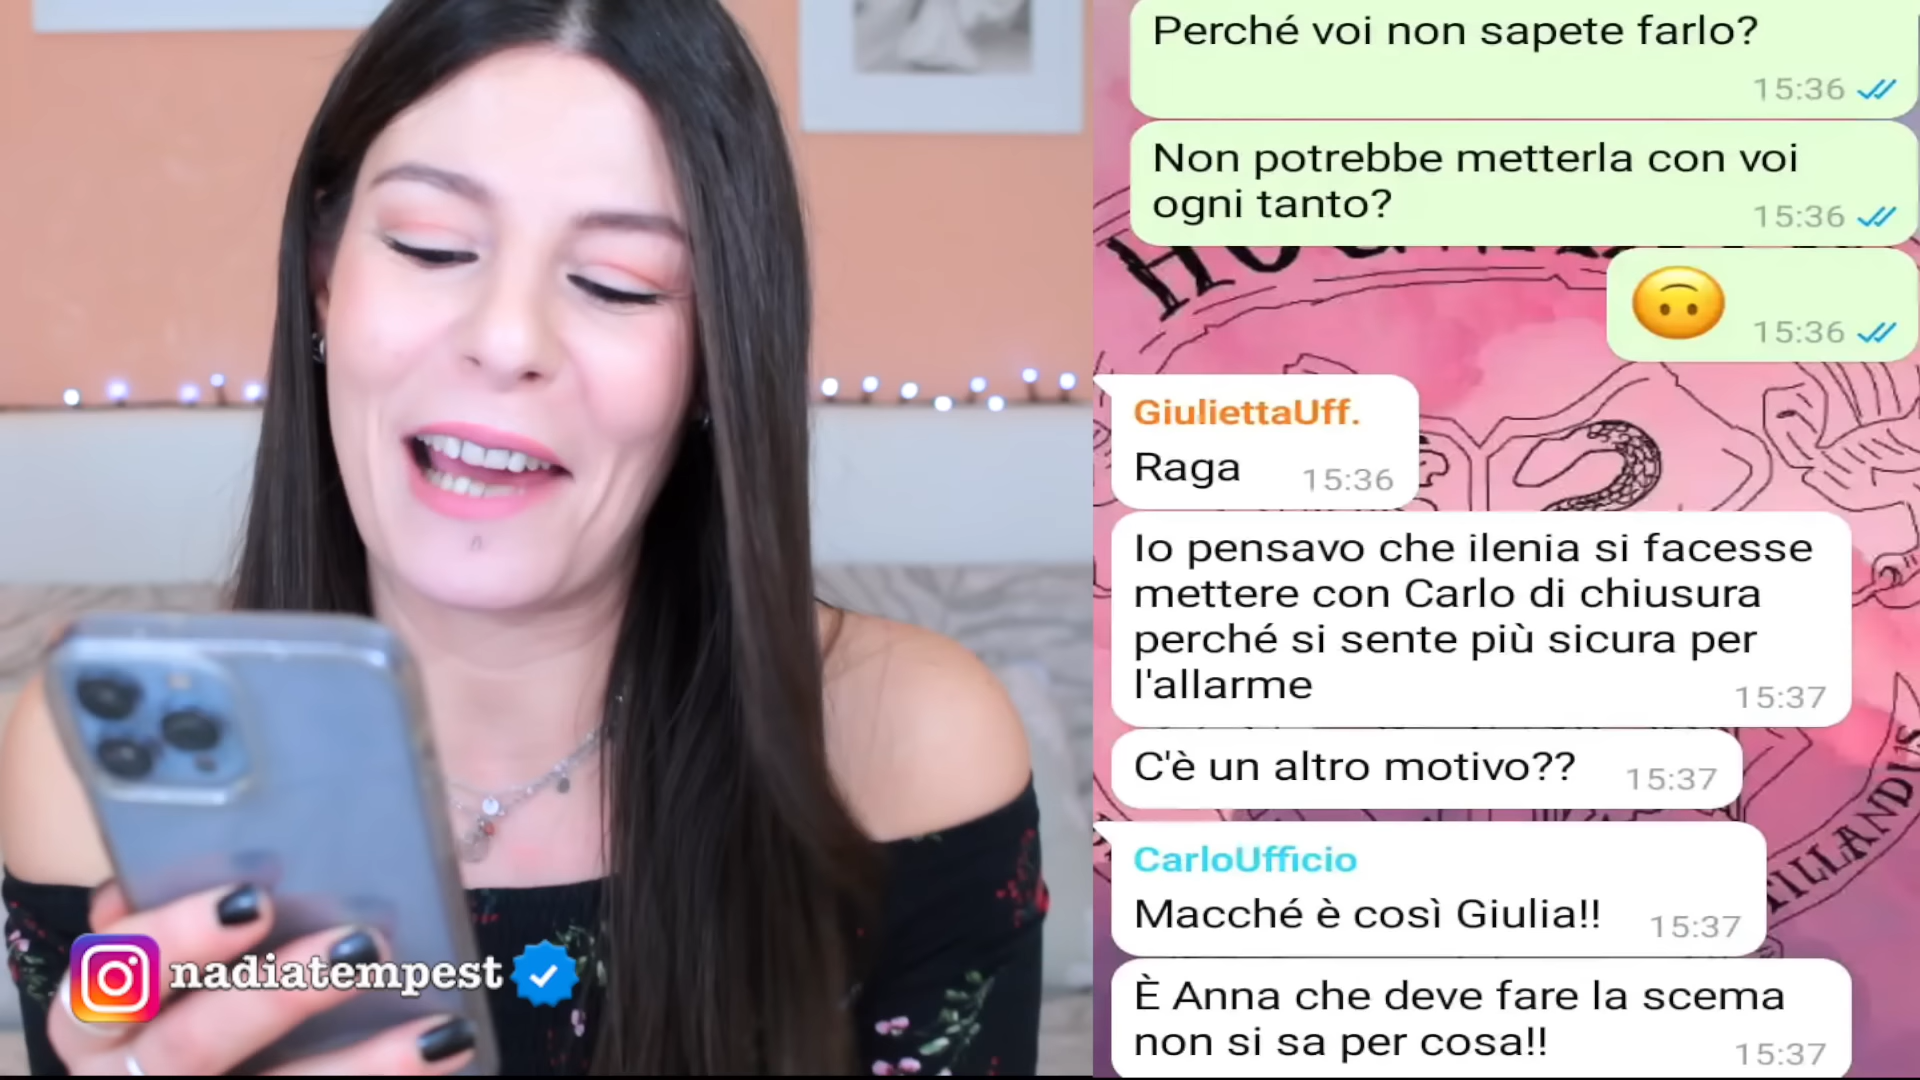 Perché voi non sapete farlo?
15:36
Non potrebbe metterla con voi
ogni tanto?
15:36
15:36
GiuliettaUff.
Raga
15:36
Io pensavo che ilenia si facesse
mettere con Carlo di chiusura
perché si sente più sicura per
l'allarme
15:37
C'è un altro motivo??
15:37
CarloUfficio
Macché è così Giulia!!
15:37
È Anna che deve fare la scema
non si sa per cosa!!
15:37
TILLANDUS
nadiatempest